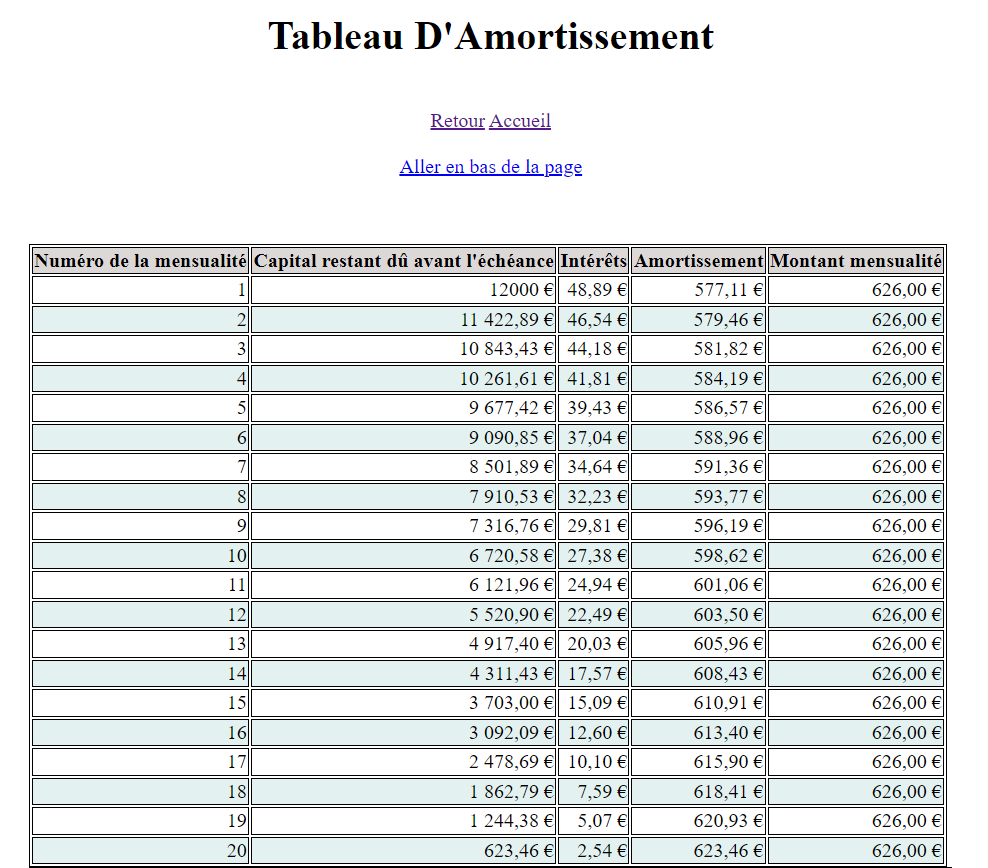 Tableau D'Amortissement
Retour Accueil
Aller en bas de la page
Numéro de la mensualité Capital restant dû avant l'échéance Intérêts Amortissement Montant mensualité
1 12000 € 48,89 € 577,11 € 626,00 €
2 11 422,89 € 46,54 € 579,46 € 626,00 €
3 10 843,43 € 44,18 € 581,82 € 626,00 €
4 10 261,61 € 41,81 € 584,19 € 626,00 €
5 9 677,42 € 39,43 € 586,57 € 626,00 €
6 9 090,85 € 37,04 € 588,96 € 626,00 €
7 8 501,89 € 34,64 € 591,36 € 626,00 €
8 7 910,53 € 32,23 € 593,77 € 626,00 €
9 7 316,76 € 29,81 € 596,19 € 626,00 €
10 6 720,58 € 27,38 € 598,62 € 626,00 €
11 6 121,96 € 24,94 € 601,06 € 626,00 €
12 5 520,90 € 22,49 € 603,50 € 626,00 €
13 4 917,40 € 20,03 € 605,96 € 626,00 €
14 4 311,43 € 17,57 € 608,43 € 626,00 €
15 3 703,00 € 15,09 € 610,91 € 626,00 €
16 3 092,09 € 12,60 € 613,40 € 626,00 €
17 2 478,69 € 10,10 € 615,90 € 626,00 €
18 1 862,79 € 7,59 € 618,41 € 626,00 €
19 1 244,38 € 5,07 € 620,93 € 626,00 €
20 623,46 € 2,54 € 623,46 € 626,00 €